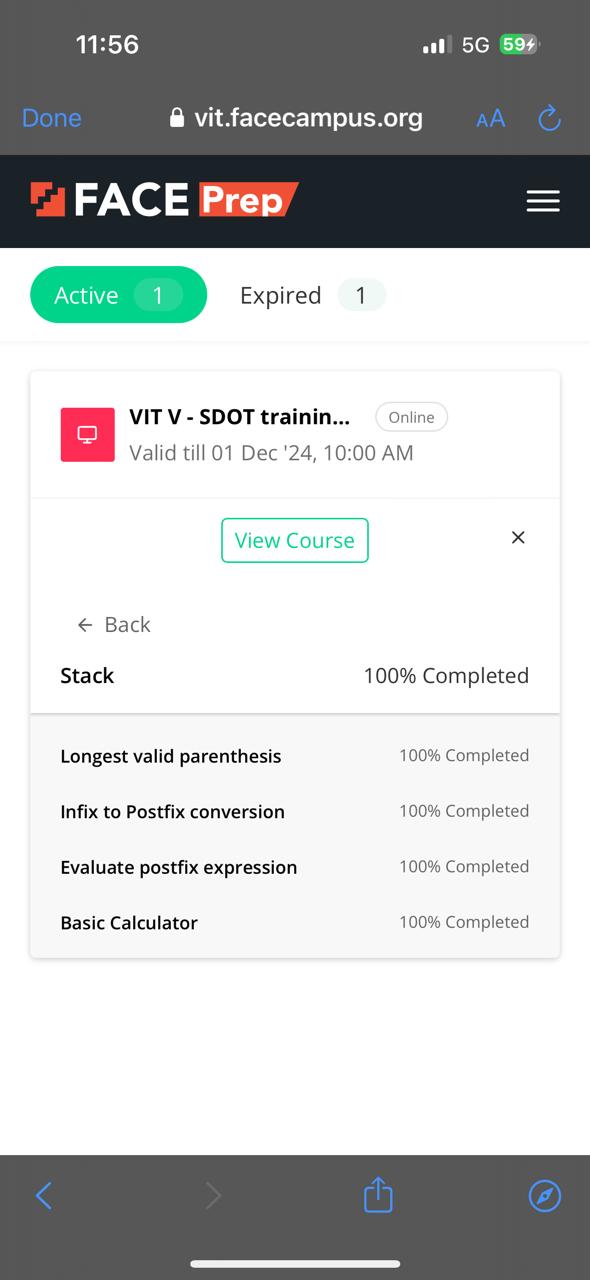 11:56 5G 59
Done vit.facecampus.org AA
FACE Prep
Active 1 Expired 1
VIT V - SDOT trainin... Online
Valid till 01 Dec '24, 10:00 AM
View Course
Back
Stack 100% Completed
Longest valid parenthesis 100% Completed
Infix to Postfix conversion 100% Completed
Evaluate postfix expression 100% Completed
Basic Calculator 100% Completed